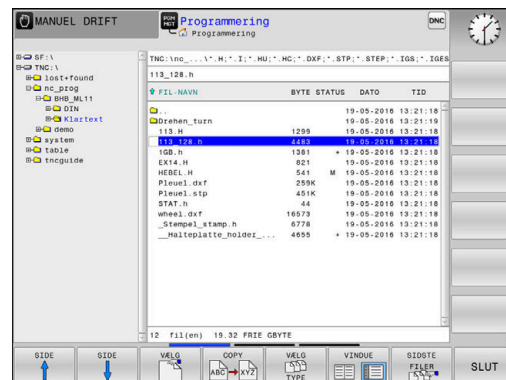 MANUEL DRIFT
PGM MGT
Programmering
Programmering
DNC
SF:\
TNC:\
lost+found
nc_prog
BHB_ML11
DIN
Klartext
demo
system
table
tncguide
TNC:\nc_...\*.H;*.I;*.HU;*.HC;*.DXF;*.STP;*.STEP;*.IGS;*.IGES
113_128.h
FIL-NAVN BYTE STATUS DATO TID
.. 19-05-2016 13:21:18
Drehen_turn 19-05-2016 13:21:19
113.H 1299 19-05-2016 13:21:18
113_128.h 4483 19-05-2016 13:21:18
1GB.h 1381 + 19-05-2016 13:21:18
EX14.H 821 19-05-2016 13:21:18
HEBEL.H 541 M 19-05-2016 13:21:18
Pleuel.dxf 259K 19-05-2016 13:21:18
Pleuel.stp 451K 19-05-2016 13:21:18
STAT.h 44 19-05-2016 13:21:18
wheel.dxf 16573 19-05-2016 13:21:18
_Stempel_stamp.h 6778 19-05-2016 13:21:18
__Halteplatte_holder_... 4655 + 19-05-2016 13:21:18
12 fil(en) 19.32 FRIE GBYTE
SIDE
SIDE
VÆLG
COPY
ABC XYZ
VÆLG
TYPE
VINDUE
SIDSTE
FILER
SLUT